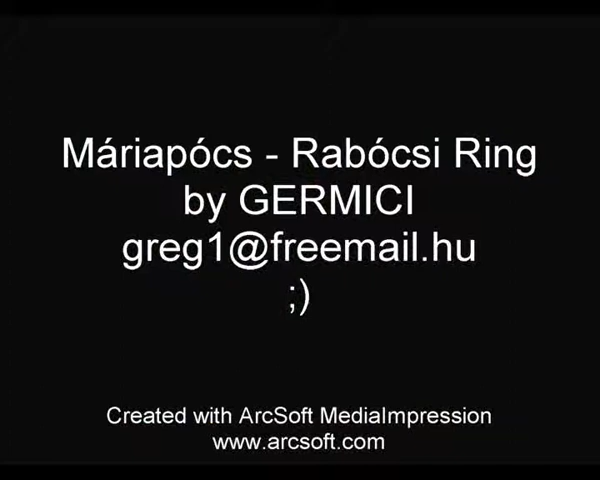 Máriapócs - Rabócsi Ring
by GERMICI
greg1@freemail.hu
;)
Created with ArcSoft MediaImpression
www.arcsoft.com